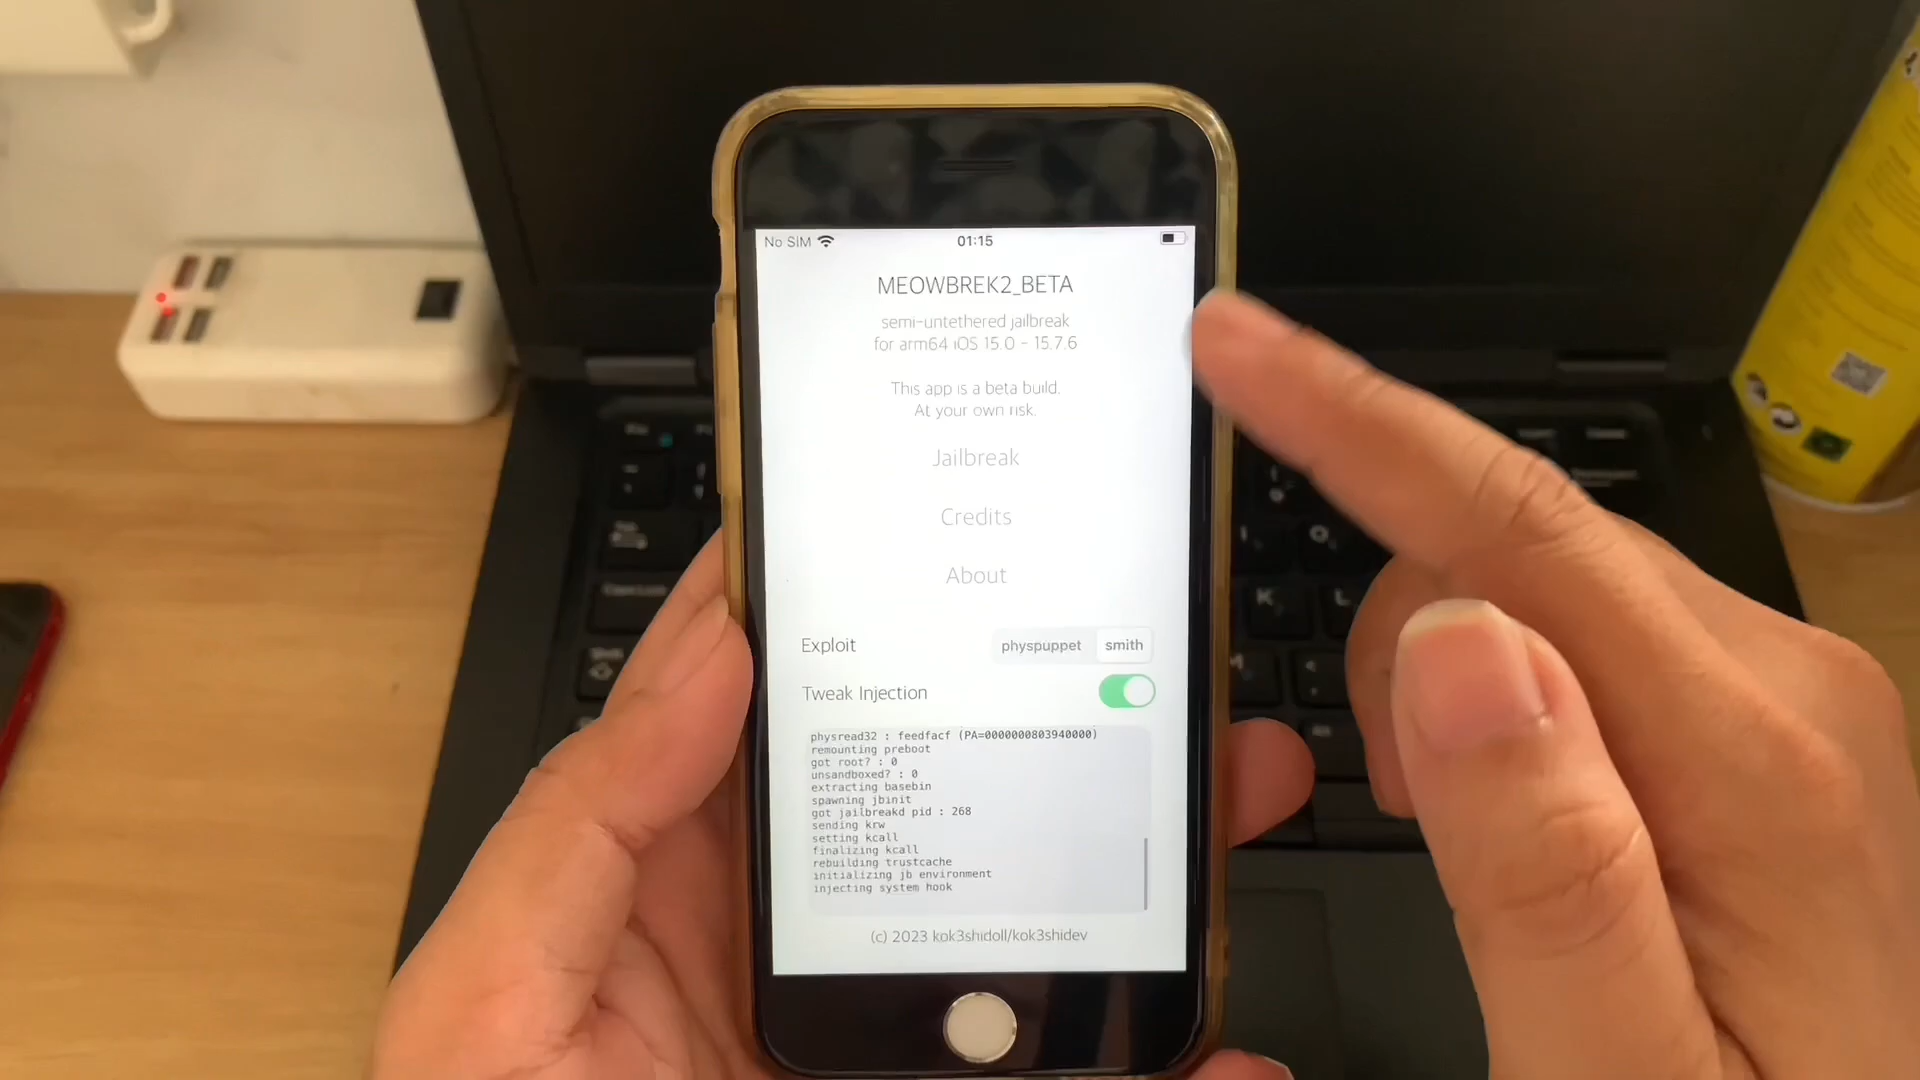 No SIM
01:15
MEOWBREK2_BETA
semi-untethered jailbreak
for arm64 iOS 15.0 - 15.7.6
This app is a beta build.
At your own risk.
Jailbreak
Credits
About
Exploit
physpuppet
smith
Tweak Injection
physread32 : feedfacf (PA=0000000803940000)
remounting preboot
got root? : 0
unsandboxed? : 0
extracting basebin
spawning jbinit
got jailbreakd pid : 268
sending krw
setting kcall
finalizing kcall
rebuilding trustcache
initializing jb environment
injecting system hook
(c) 2023 kok3shidoll/kok3shidev
K
L